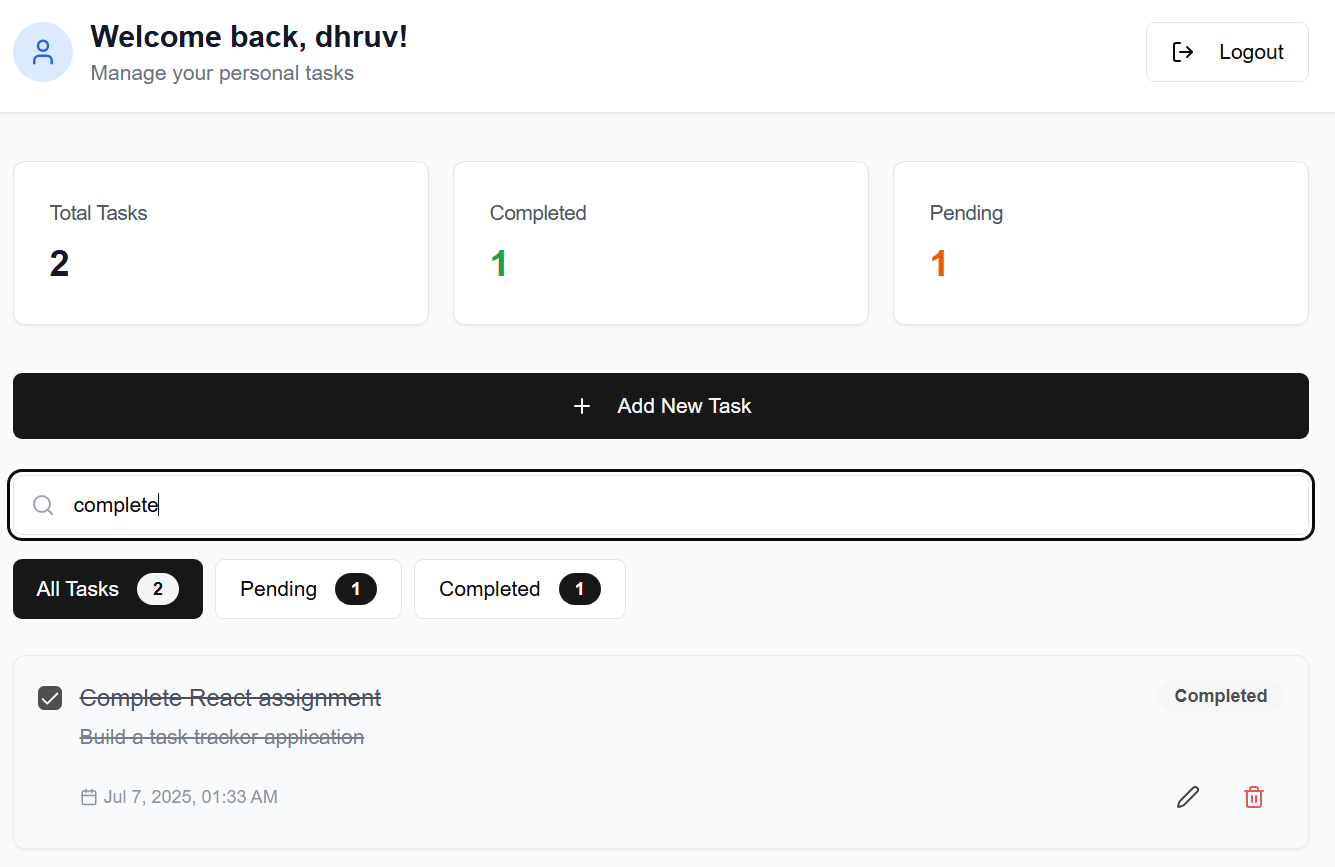 Welcome back, dhruv!
Manage your personal tasks
Logout
Total Tasks
2
Completed
1
Pending
1
Add New Task
complete
All Tasks 2
Pending 1
Completed 1
Complete React assignment
Completed
Build a task tracker application
Jul 7, 2025, 01:33 AM